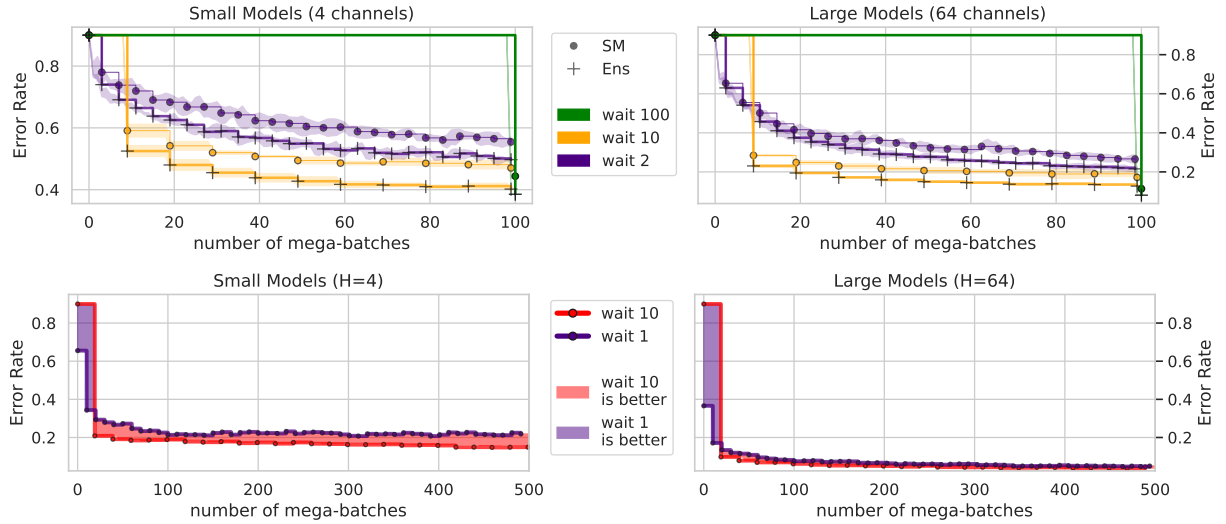 Small Models (4 channels)
Error Rate
0.8
0.6
0.4
0 20 40 60 80 100
number of mega-batches
SM
Ens
wait 100
wait 10
wait 2
Large Models (64 channels)
0.8
0.6
0.4
0.2
Error Rate
0 20 40 60 80 100
number of mega-batches
Small Models (H=4)
Error Rate
0.8
0.6
0.4
0.2
0 100 200 300 400 500
number of mega-batches
wait 10
wait 1
wait 10
is better
wait 1
is better
Large Models (H=64)
0.8
0.6
0.4
0.2
Error Rate
0 100 200 300 400 500
number of mega-batches